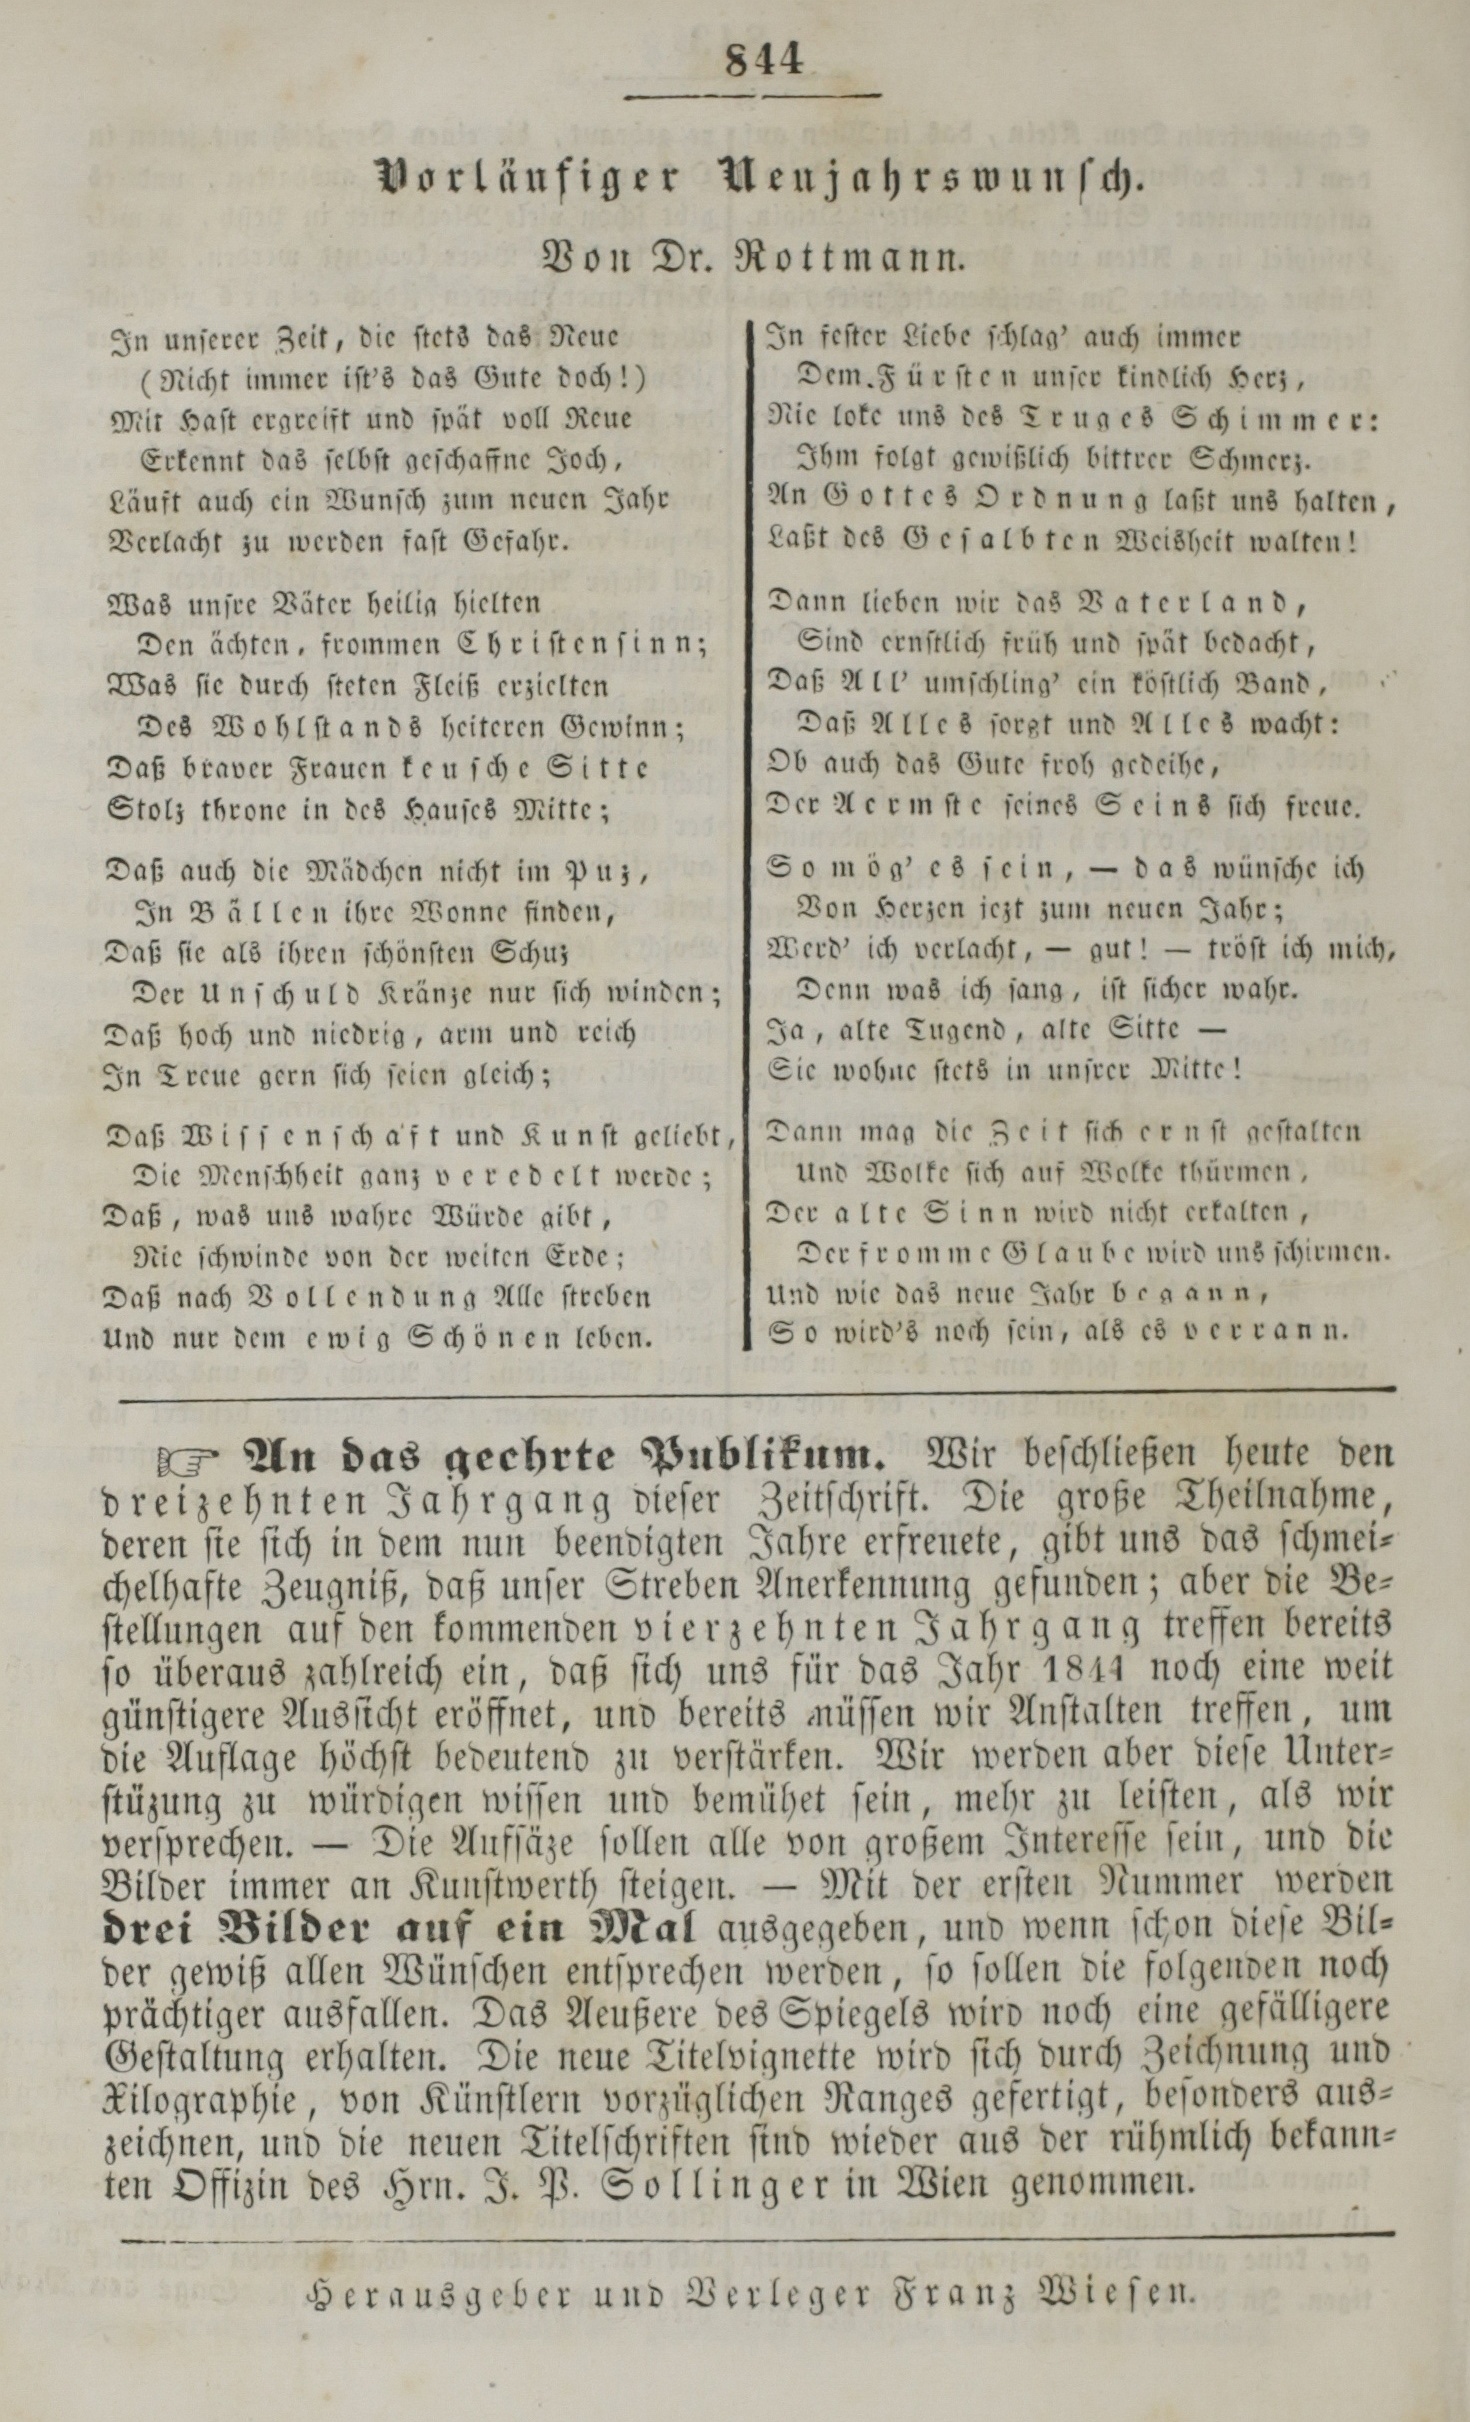 844
Vorläufiger Neujahrswunsch.
Von Dr. Rottmann.
In unserer Zeit, die stets das Neue
(Nicht immer ist's das Gute doch!)
Mit Hast ergreift und spät voll Reue
Erkennt das selbst geschaffne Joch,
Läuft auch ein Wunsch zum neuen Jahr
Verlacht zu werden fast Gefahr.
Was unsre Väter heilig hielten
Den ächten, frommen Christensinn;
Was sie durch steten Fleiß erzielten
Des Wohlstands heiteren Gewinn;
Daß braver Frauen keusche Sitte
Stolz throne in des Hauses Mitte;
Daß auch die Mädchen nicht im Puz,
In Bällen ihre Wonne finden,
Daß sie als ihren schönsten Schuz
Der Unschuld Kränze nur sich winden;
Daß hoch und niedrig, arm und reich
In Treue gern sich seien gleich;
Daß Wissenschaft und Kunst geliebt,
Die Menschheit ganz veredelt werde;
Daß, was uns wahre Würde gibt,
Nie schwinde von der weiten Erde;
Daß nach Vollendung Alle streben
Und nur dem ewig Schönen leben.
In fester Liebe schlag' auch immer
Dem Fürsten unser kindlich Herz,
Nie loke uns des Truges Schimmer:
Ihm folgt gewißlich bittrer Schmerz.
An Gottes Ordnung laßt uns halten,
Laßt des Gesalbten Weisheit walten!
Dann lieben wir das Vaterland,
Sind ernstlich früh und spät bedacht,
Daß All' umschling' ein köstlich Band,
Daß Alles sorgt und Alles wacht:
Ob auch das Gute froh gedeihe,
Der Aermste seines Seins sich freue.
So mög' es sein, — das wünsche ich
Von Herzen jezt zum neuen Jahr;
Werd' ich verlacht, — gut! — tröst ich mich,
Denn was ich sang, ist sicher wahr.
Ja, alte Tugend, alte Sitte —
Sie wohne stets in unsrer Mitte!
Dann mag die Zeit sich ernst gestalten
Und Wolke sich auf Wolke thürmen,
Der alte Sinn wird nicht erkalten,
Der fromme Glaube wird uns schirmen.
Und wie das neue Jahr begann,
So wird's noch sein, als es verrann.
☞ An das geehrte Publikum. Wir beschließen heute den
dreizehnten Jahrgang dieser Zeitschrift. Die große Theilnahme,
deren sie sich in dem nun beendigten Jahre erfreuete, gibt uns das schmei-
chelhafte Zeugniß, daß unser Streben Anerkennung gefunden; aber die Be-
stellungen auf den kommenden vierzehnten Jahrgang treffen bereits
so überaus zahlreich ein, daß sich uns für das Jahr 1841 noch eine weit
günstigere Aussicht eröffnet, und bereits müssen wir Anstalten treffen, um
die Auflage höchst bedeutend zu verstärken. Wir werden aber diese Unter-
stüzung zu würdigen wissen und bemühet sein, mehr zu leisten, als wir
versprechen. — Die Aufsäze sollen alle von großem Interesse sein, und die
Bilder immer an Kunstwerth steigen. — Mit der ersten Nummer werden
drei Bilder auf ein Mal ausgegeben, und wenn schon diese Bil-
der gewiß allen Wünschen entsprechen werden, so sollen die folgenden noch
prächtiger ausfallen. Das Aeußere des Spiegels wird noch eine gefälligere
Gestaltung erhalten. Die neue Titelvignette wird sich durch Zeichnung und
Xilographie, von Künstlern vorzüglichen Ranges gefertigt, besonders aus-
zeichnen, und die neuen Titelschriften sind wieder aus der rühmlich bekann-
ten Offizin des Hrn. J. P. Sollinger in Wien genommen.
Herausgeber und Verleger Franz Wiesen.